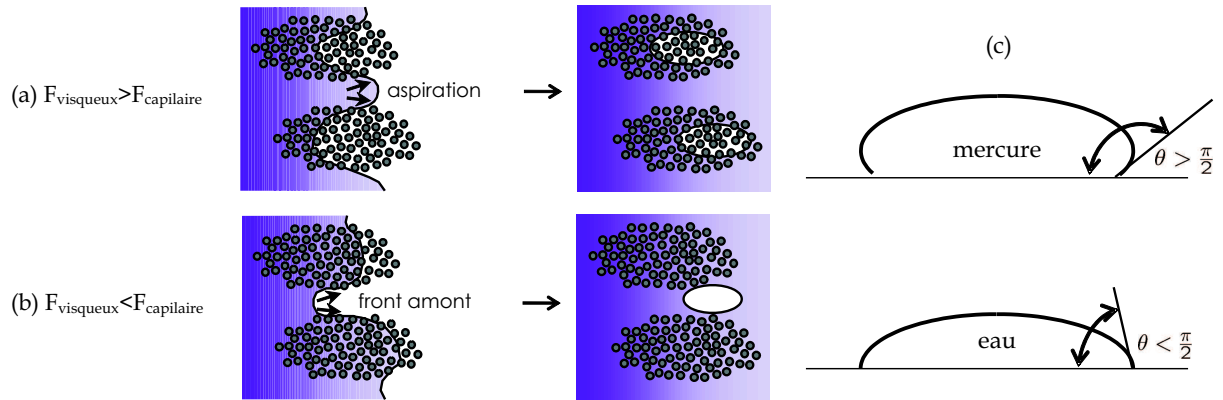 (c)
(a) F_visqueux>F_capilaire
aspiration
mercure
θ > π/2
(b) F_visqueux<F_capilaire
front amont
eau
θ < π/2